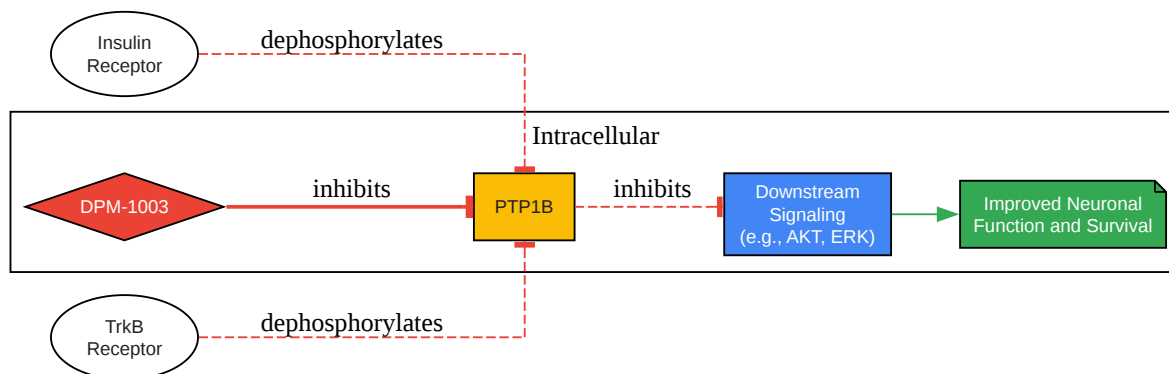 Insulin
Receptor
dephosphorylates
Intracellular
DPM-1003
inhibits
PTP1B
inhibits
Downstream
Signaling
(e.g., AKT, ERK)
Improved Neuronal
Function and Survival
TrkB
Receptor
dephosphorylates